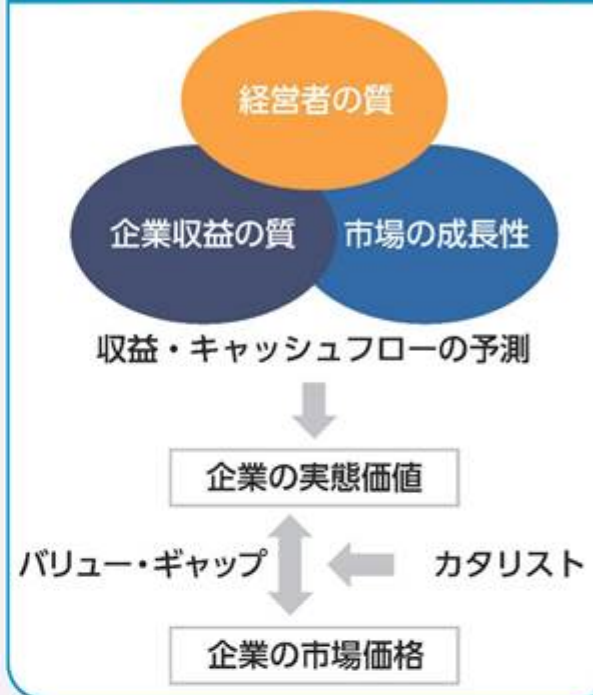 経営者の質
企業収益の質
市場の成長性
収益・キャッシュフローの予測
企業の実態価値
バリュー・ギャップ
カタリスト
企業の市場価格